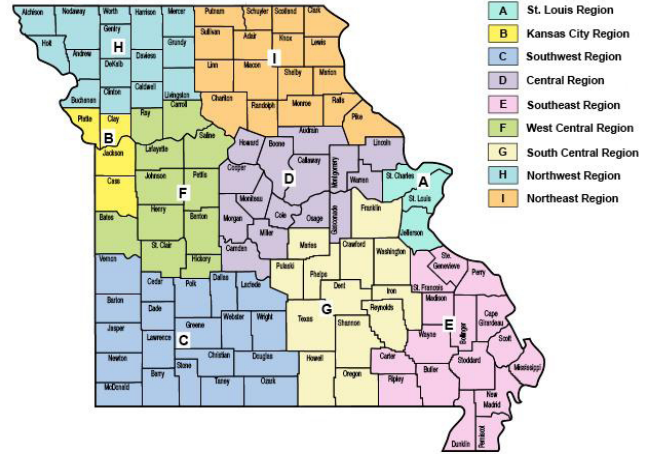 Atchison Nodaway Worth Harrison Mercer Putnam Schuyler Scotland Clark
Gentry
Sullivan Adair Knox Lewis
Holt Andrew H Grundy
DeKalb Daviess
I
Linn Macon Shelby Marion
Clinton Caldwell Livingston
Buchanan Carroll Chariton Randolph Monroe Ralls
Pike
Platte Clay Ray
B
Saline
Audrain
Howard Boone Lincoln
Jackson Lafayette
Cooper Callaway Montgomery
D
Warren St. Charles A
Cass Johnson Pettis
F
Moniteau
St. Louis
Franklin
Henry Benton Morgan Cole Osage Gasconade
Bates
Miller Jefferson
St. Clair Camden Maries Crawford Washington
Ste.
Genevieve
Vernon Hickory
Pulaski Phelps Perry
Cedar Polk Dallas Laclede Dent Iron St. Francis
Madison
Barton
Dade
Greene Webster Wright Texas G Reynolds
Cape
Girardeau
Jasper Lawrence Shannon E
Wayne Bollinger
Scott
C
Christian Douglas Howell Carter
Newton Stone Stoddard Mississippi
Barry Taney Ozark Oregon Ripley Butler
McDonald
New
Madrid
Dunklin Pemiscot
A St. Louis Region
B Kansas City Region
C Southwest Region
D Central Region
E Southeast Region
F West Central Region
G South Central Region
H Northwest Region
I Northeast Region